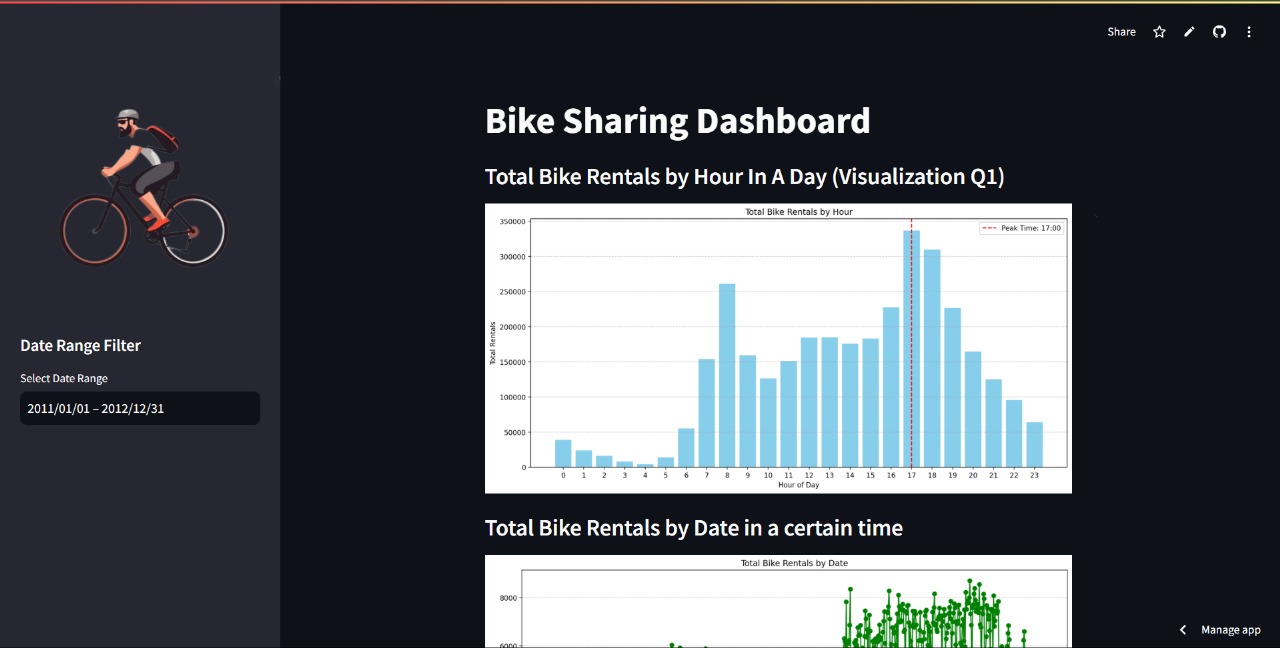 Share
Bike Sharing Dashboard
Total Bike Rentals by Hour In A Day (Visualization Q1)
Total Bike Rentals by Hour
Peak Time: 17:00
350000
300000
250000
200000
150000
100000
50000
0
Total Rentals
0 1 2 3 4 5 6 7 8 9 10 11 12 13 14 15 16 17 18 19 20 21 22 23
Hour of Day
Date Range Filter
Select Date Range
2011/01/01 – 2012/12/31
Total Bike Rentals by Date in a certain time
Total Bike Rentals by Date
8000
6000
Manage app